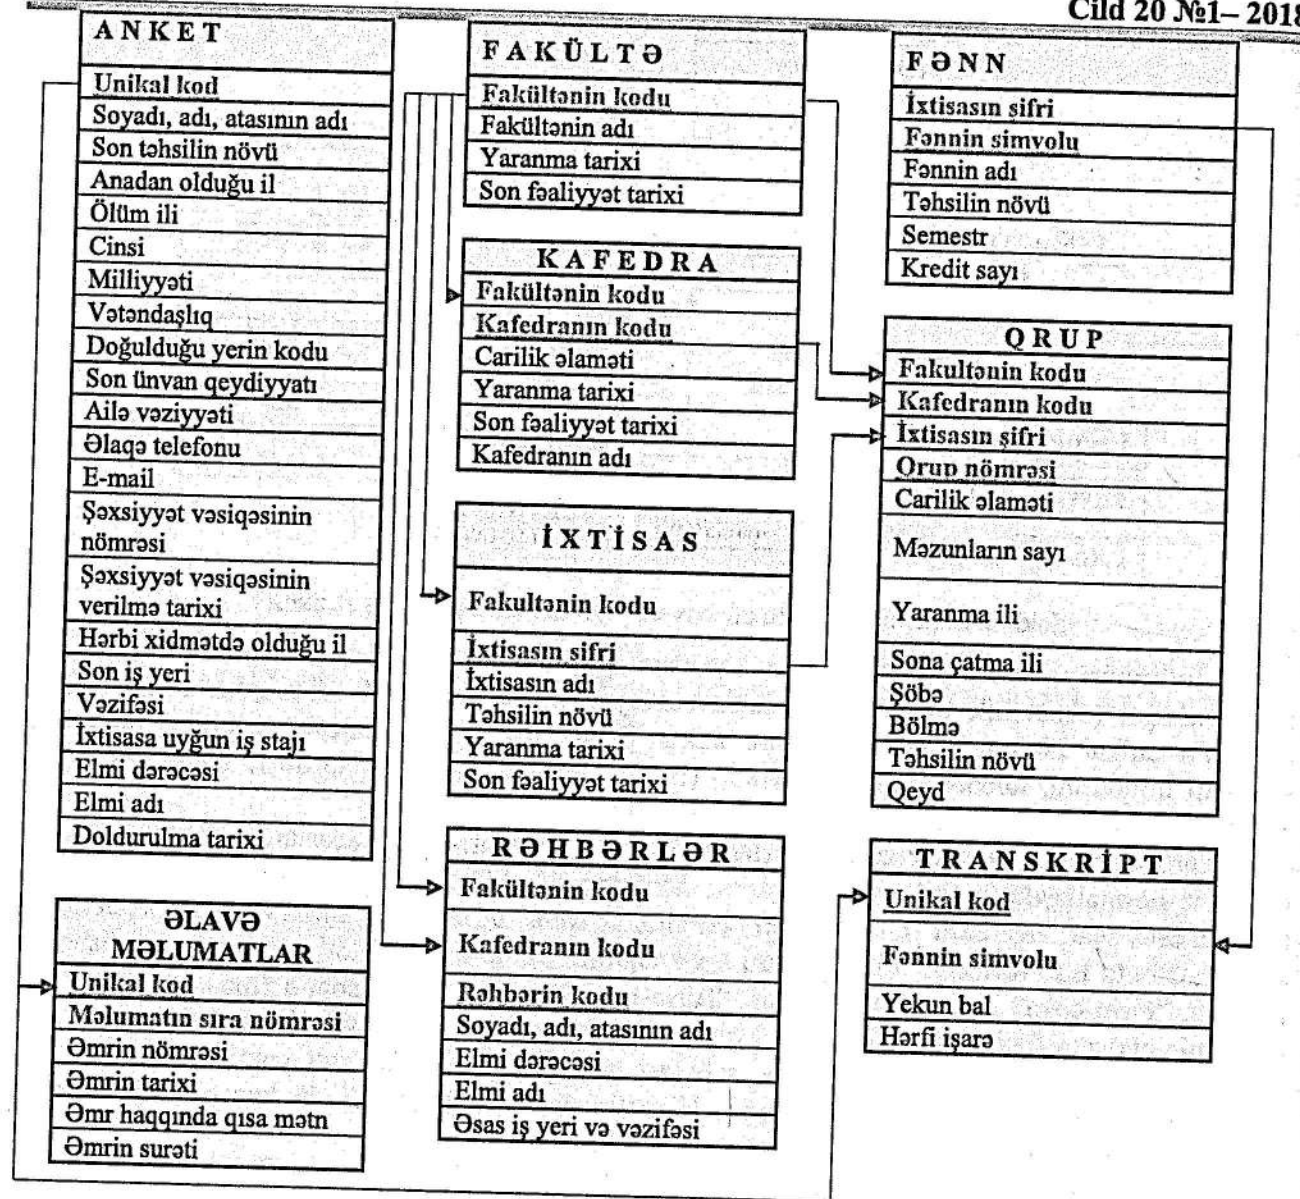 Cild 20 №1– 2018
ANKET
Unikal kod
Soyadı, adı, atasının adı
Son təhsilin növü
Anadan olduğu il
Ölüm ili
Cinsi
Milliyyəti
Vətəndaşlıq
Doğulduğu yerin kodu
Son ünvan qeydiyyatı
Ailə vəziyyəti
Əlaqə telefonu
E-mail
Şəxsiyyət vəsiqəsinin
nömrəsi
Şəxsiyyət vəsiqəsinin
verilmə tarixi
Hərbi xidmətdə olduğu il
Son iş yeri
Vəzifəsi
İxtisasa uyğun iş stajı
Elmi dərəcəsi
Elmi adı
Doldurulma tarixi
ƏLAVƏ
MƏLUMATLAR
Unikal kod
Məlumatın sıra nömrəsi
Əmrin nömrəsi
Əmrin tarixi
Əmr haqqında qısa mətn
Əmrin surəti
FAKÜLTƏ
Fakültənin kodu
Fakültənin adı
Yaranma tarixi
Son fəaliyyət tarixi
KAFEDRA
Fakültənin kodu
Kafedranın kodu
Carilik əlaməti
Yaranma tarixi
Son fəaliyyət tarixi
Kafedranın adı
İXTİSAS
Fakultənin kodu
İxtisasın sifri
İxtisasın adı
Təhsilin növü
Yaranma tarixi
Son fəaliyyət tarixi
RƏHBƏRLƏR
Fakültənin kodu
Kafedranın kodu
Rəhbərin kodu
Soyadı, adı, atasının adı
Elmi dərəcəsi
Elmi adı
Əsas iş yeri və vəzifəsi
FƏNN
İxtisasın şifri
Fənnin simvolu
Fənnin adı
Təhsilin növü
Semestr
Kredit sayı
QRUP
Fakultənin kodu
Kafedranın kodu
İxtisasın şifri
Qrup nömrəsi
Carilik əlaməti
Məzunların sayı
Yaranma ili
Sona çatma ili
Şöbə
Bölmə
Təhsilin növü
Qeyd
TRANSKRİPT
Unikal kod
Fənnin simvolu
Yekun bal
Hərfi işarə